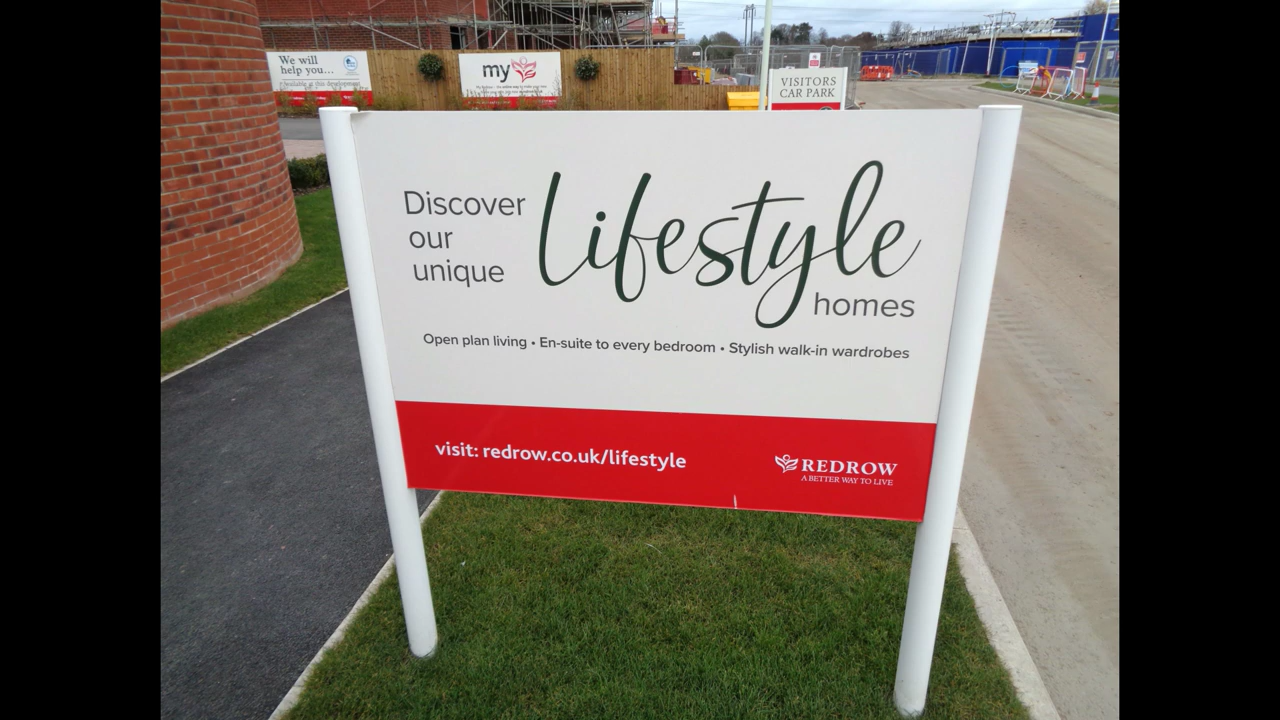 We will
help you...
my
VISITORS
CAR PARK
Discover
our
unique
Lifestyle
homes
Open plan living • En-suite to every bedroom • Stylish walk-in wardrobes
visit: redrow.co.uk/lifestyle
REDROW
A BETTER WAY TO LIVE